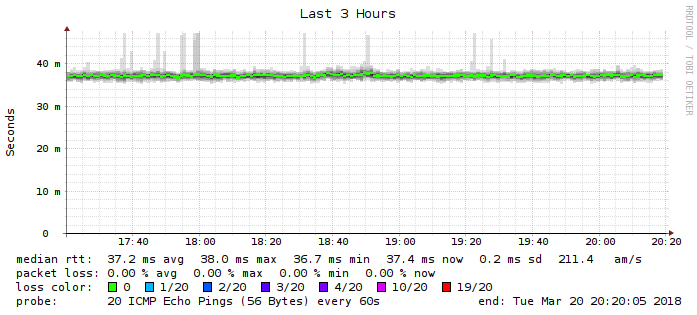 Last 3 Hours
RRDTOOL / TOBI OETIKER
Seconds
40 m
30 m
20 m
10 m
0
17:40 18:00 18:20 18:40 19:00 19:20 19:40 20:00 20:20
median rtt: 37.2 ms avg 38.0 ms max 36.7 ms min 37.4 ms now 0.2 ms sd 211.4 am/s
packet loss: 0.00 % avg 0.00 % max 0.00 % min 0.00 % now
loss color: 0 1/20 2/20 3/20 4/20 10/20 19/20
probe: 20 ICMP Echo Pings (56 Bytes) every 60s end: Tue Mar 20 20:20:05 2018